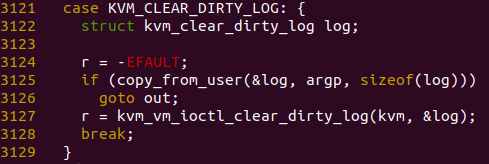 3121   case KVM_CLEAR_DIRTY_LOG: {
3122     struct kvm_clear_dirty_log log;
3123
3124     r = -EFAULT;
3125     if (copy_from_user(&log, argp, sizeof(log)))
3126       goto out;
3127     r = kvm_vm_ioctl_clear_dirty_log(kvm, &log);
3128     break;
3129   }